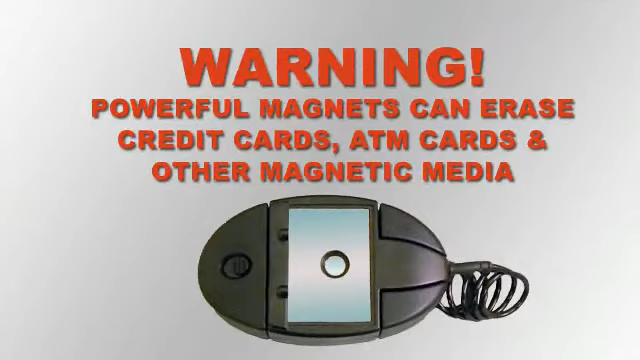 WARNING!
POWERFUL MAGNETS CAN ERASE
CREDIT CARDS, ATM CARDS &
OTHER MAGNETIC MEDIA